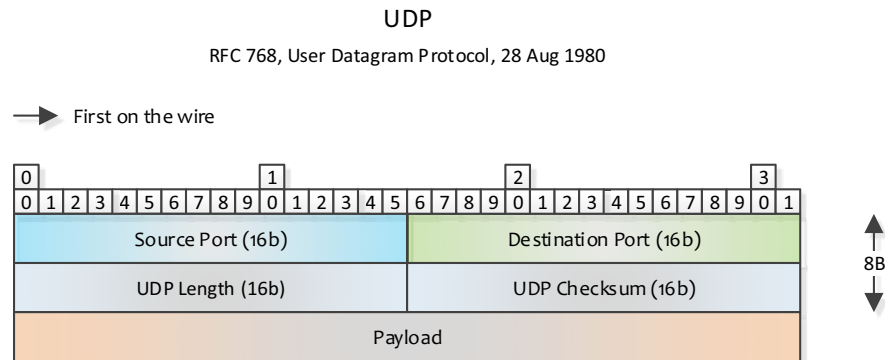 UDP
RFC 768, User Datagram Protocol, 28 Aug 1980
First on the wire
0 1 2 3
0 1 2 3 4 5 6 7 8 9 0 1 2 3 4 5 6 7 8 9 0 1 2 3 4 5 6 7 8 9 0 1
Source Port (16b) Destination Port (16b)
8B
UDP Length (16b) UDP Checksum (16b)
Payload